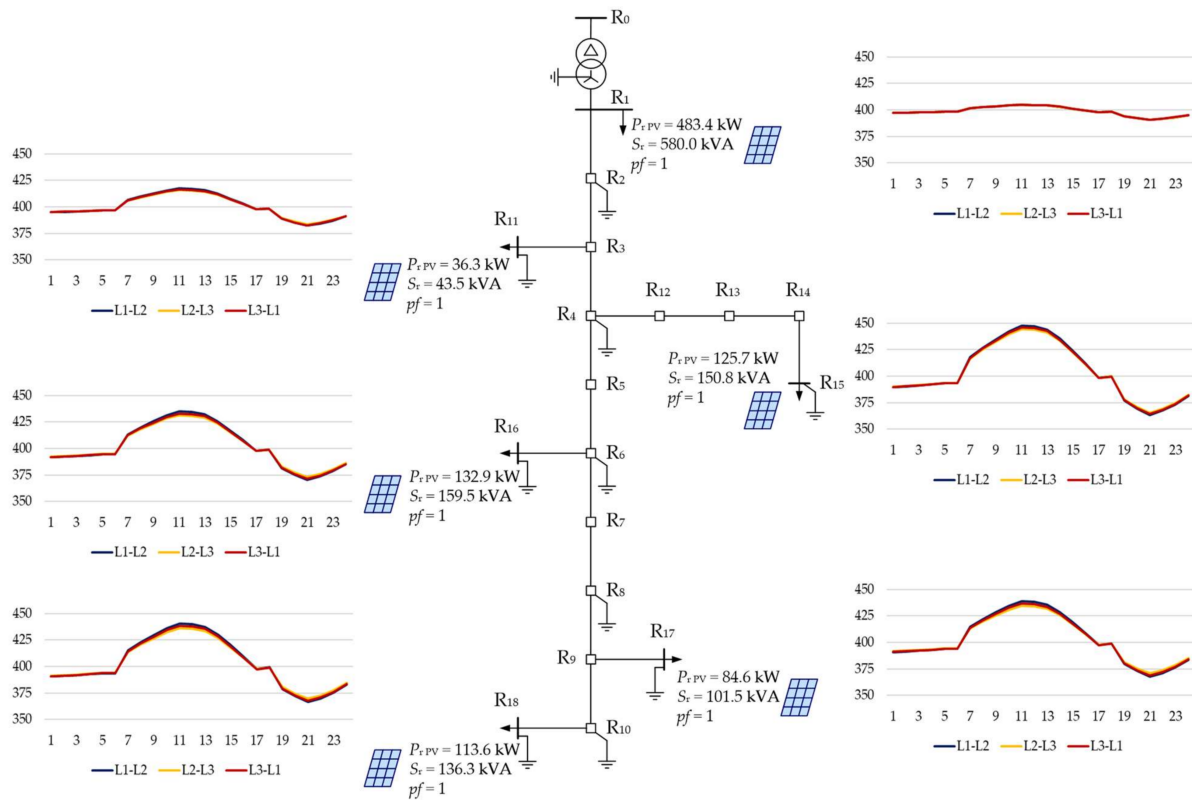 R0
R1
Pr PV = 483.4 kW
Sr = 580.0 kVA
pf = 1
R2
R11
R3
Pr PV = 36.3 kW
Sr = 43.5 kVA
pf = 1
R4
R12
R13
R14
Pr PV = 125.7 kW
Sr = 150.8 kVA
pf = 1
R15
R5
R16
R6
Pr PV = 132.9 kW
Sr = 159.5 kVA
pf = 1
R7
R8
R9
R17
Pr PV = 84.6 kW
Sr = 101.5 kVA
pf = 1
R18
R10
Pr PV = 113.6 kW
Sr = 136.3 kVA
pf = 1
450
425
400
375
350
1 3 5 7 9 11 13 15 17 19 21 23
L1-L2 L2-L3 L3-L1
450
425
400
375
350
1 3 5 7 9 11 13 15 17 19 21 23
L1-L2 L2-L3 L3-L1
450
425
400
375
350
1 3 5 7 9 11 13 15 17 19 21 23
L1-L2 L2-L3 L3-L1
450
425
400
375
350
1 3 5 7 9 11 13 15 17 19 21 23
L1-L2 L2-L3 L3-L1
450
425
400
375
350
1 3 5 7 9 11 13 15 17 19 21 23
L1-L2 L2-L3 L3-L1
450
425
400
375
350
1 3 5 7 9 11 13 15 17 19 21 23
L1-L2 L2-L3 L3-L1